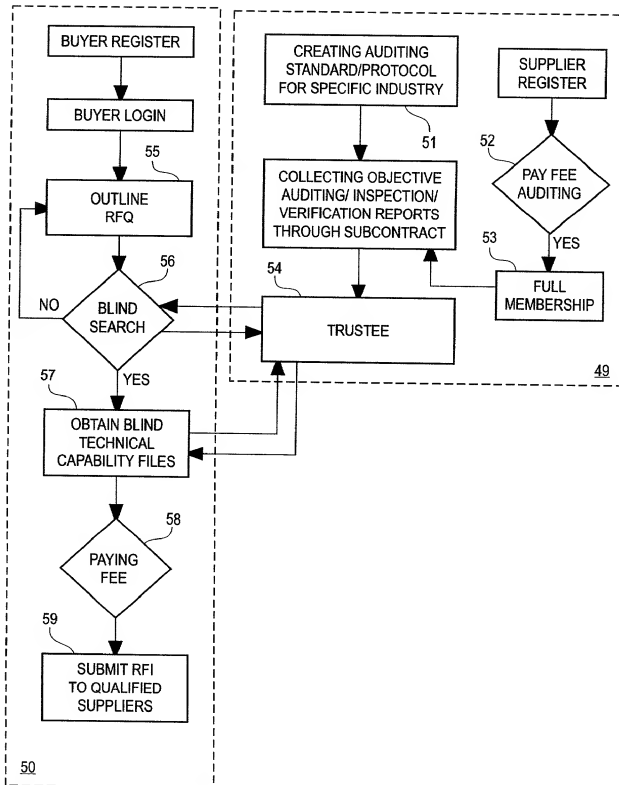 BUYER REGISTER
BUYER LOGIN
55
OUTLINE
RFQ
56
NO
BLIND
SEARCH
YES
57
OBTAIN BLIND
TECHNICAL
CAPABILITY FILES
58
PAYING
FEE
59
SUBMIT RFI
TO QUALIFIED
SUPPLIERS
50
CREATING AUDITING
STANDARD/PROTOCOL
FOR SPECIFIC INDUSTRY
51
COLLECTING OBJECTIVE
AUDITING/ INSPECTION/
VERIFICATION REPORTS
THROUGH SUBCONTRACT
54
TRUSTEE
SUPPLIER
REGISTER
52
PAY FEE
AUDITING
YES
53
FULL
MEMBERSHIP
49